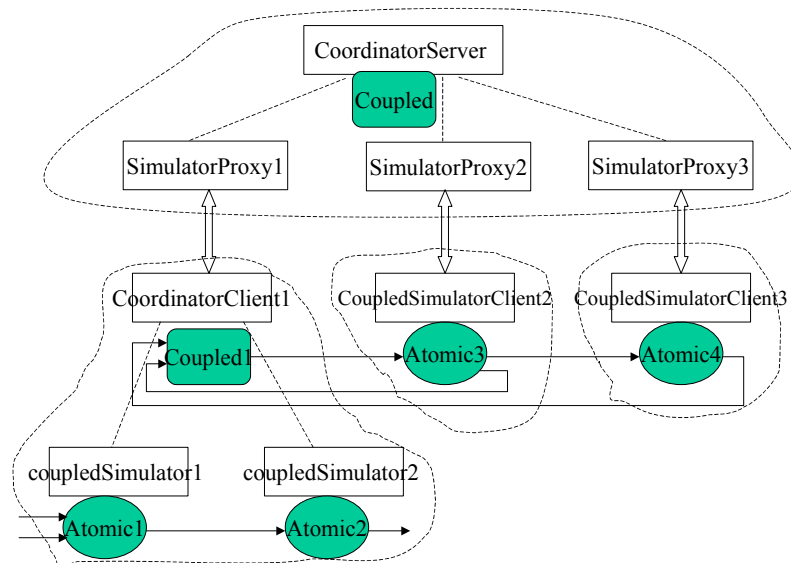 CoordinatorServer
Coupled
SimulatorProxy1
SimulatorProxy2
SimulatorProxy3
CoordinatorClient1
CoupledSimulatorClient2
CoupledSimulatorClient3
Coupled1
Atomic3
Atomic4
coupledSimulator1
coupledSimulator2
Atomic1
Atomic2